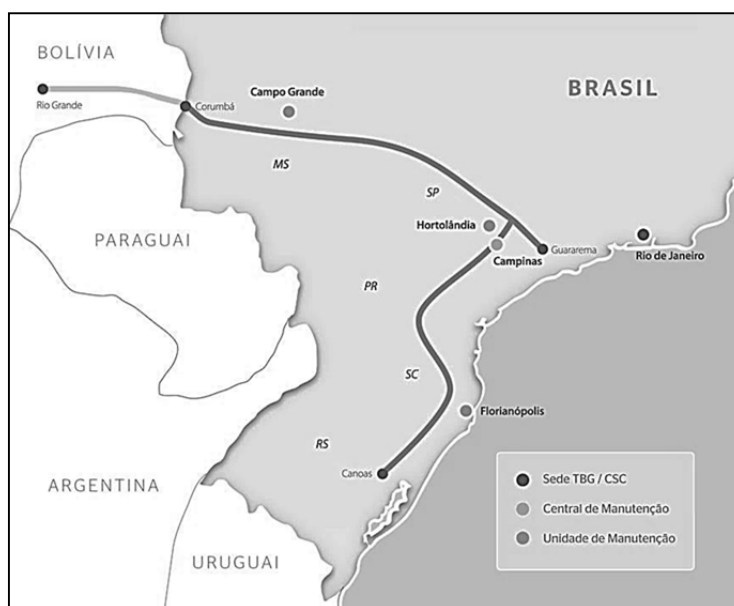 BOLÍVIA
Rio Grande
Corumbá
Campo Grande
BRASIL
MS
SP
Hortolândia
Campinas
Guararema
Rio de Janeiro
PARAGUAI
PR
SC
Florianópolis
RS
Canoas
ARGENTINA
URUGUAI
Sede TBG / CSC
Central de Manutenção
Unidade de Manutenção